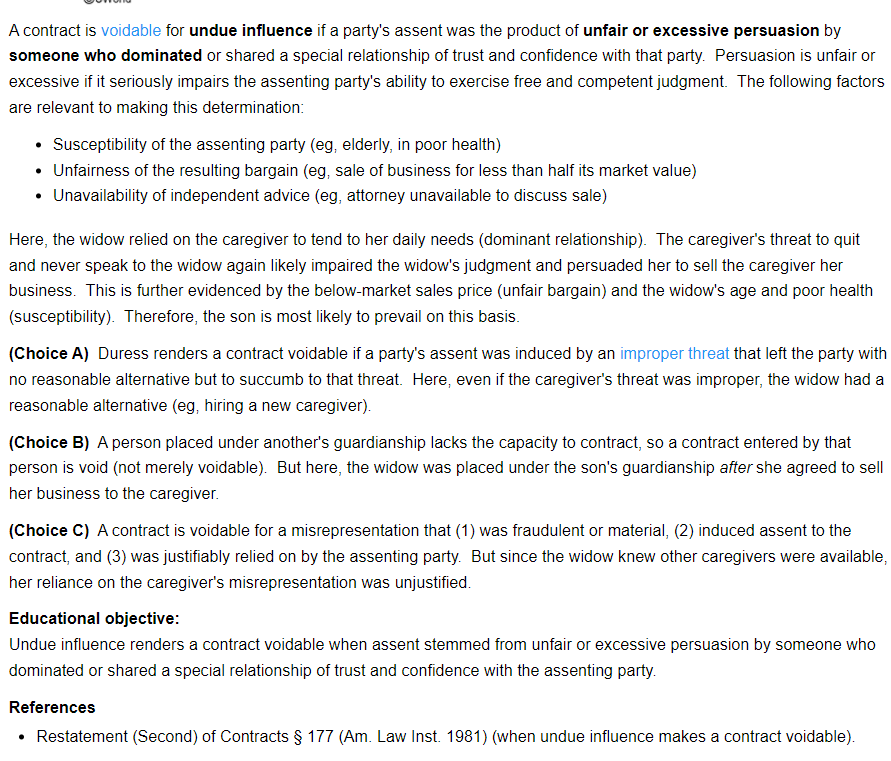 A contract is voidable for undue influence if a party's assent was the product of unfair or excessive persuasion by
someone who dominated or shared a special relationship of trust and confidence with that party. Persuasion is unfair or
excessive if it seriously impairs the assenting party's ability to exercise free and competent judgment. The following factors
are relevant to making this determination:
• Susceptibility of the assenting party (eg, elderly, in poor health)
• Unfairness of the resulting bargain (eg, sale of business for less than half its market value)
• Unavailability of independent advice (eg, attorney unavailable to discuss sale)
Here, the widow relied on the caregiver to tend to her daily needs (dominant relationship). The caregiver's threat to quit
and never speak to the widow again likely impaired the widow's judgment and persuaded her to sell the caregiver her
business. This is further evidenced by the below-market sales price (unfair bargain) and the widow's age and poor health
(susceptibility). Therefore, the son is most likely to prevail on this basis.
(Choice A) Duress renders a contract voidable if a party's assent was induced by an improper threat that left the party with
no reasonable alternative but to succumb to that threat. Here, even if the caregiver's threat was improper, the widow had a
reasonable alternative (eg, hiring a new caregiver).
(Choice B) A person placed under another's guardianship lacks the capacity to contract, so a contract entered by that
person is void (not merely voidable). But here, the widow was placed under the son's guardianship after she agreed to sell
her business to the caregiver.
(Choice C) A contract is voidable for a misrepresentation that (1) was fraudulent or material, (2) induced assent to the
contract, and (3) was justifiably relied on by the assenting party. But since the widow knew other caregivers were available,
her reliance on the caregiver's misrepresentation was unjustified.
Educational objective:
Undue influence renders a contract voidable when assent stemmed from unfair or excessive persuasion by someone who
dominated or shared a special relationship of trust and confidence with the assenting party.
References
• Restatement (Second) of Contracts § 177 (Am. Law Inst. 1981) (when undue influence makes a contract voidable).